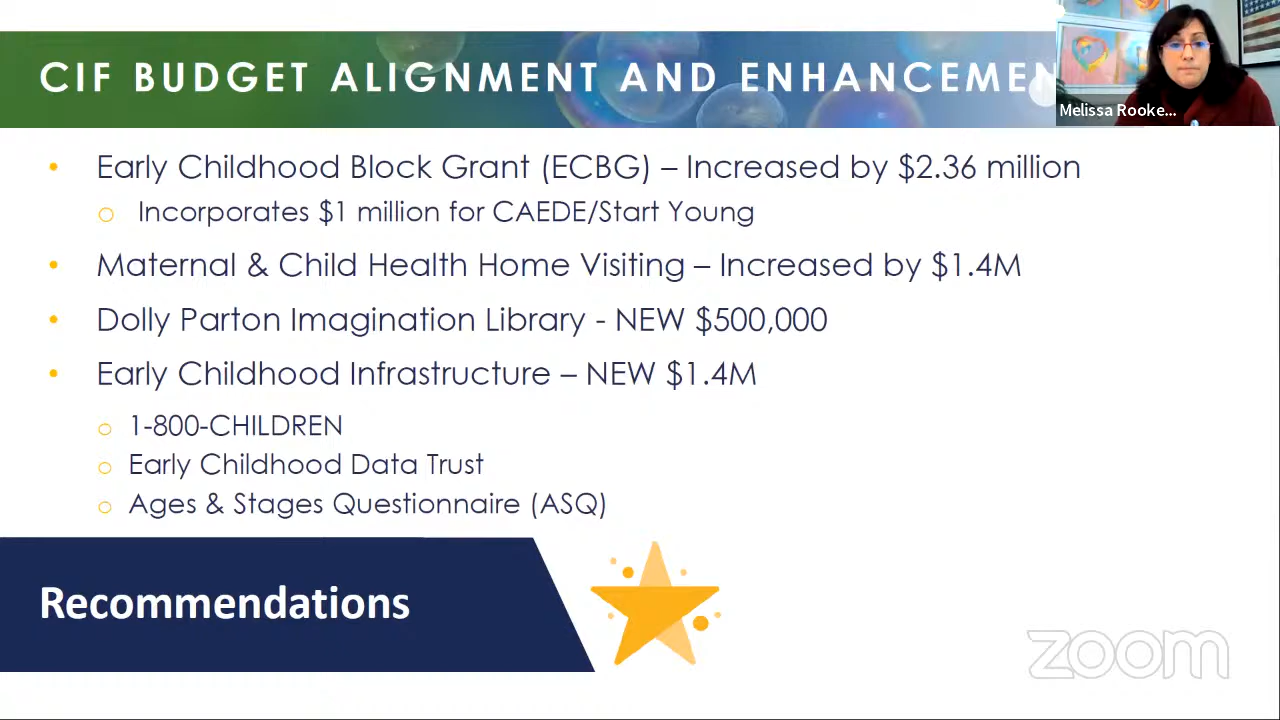 CIF BUDGET ALIGNMENT AND ENHANCEMEN
Melissa Rooke...
• Early Childhood Block Grant (ECBG) – Increased by $2.36 million
o Incorporates $1 million for CAEDE/Start Young
• Maternal & Child Health Home Visiting – Increased by $1.4M
• Dolly Parton Imagination Library - NEW $500,000
• Early Childhood Infrastructure – NEW $1.4M
o 1-800-CHILDREN
o Early Childhood Data Trust
o Ages & Stages Questionnaire (ASQ)
Recommendations
zoom